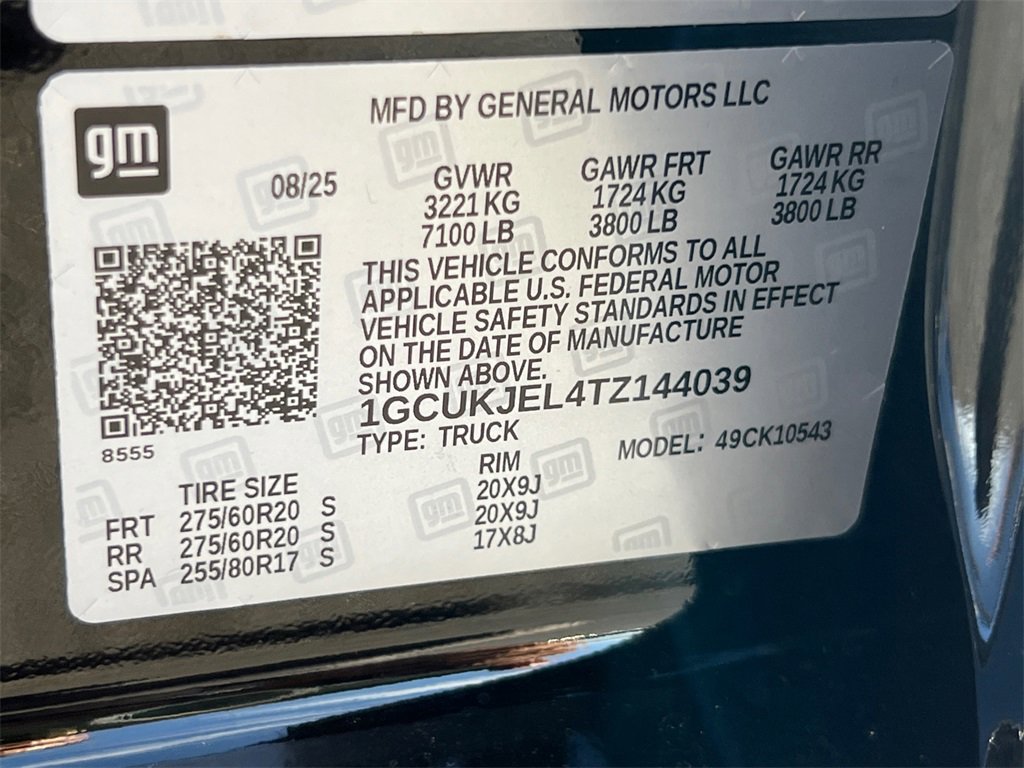 gm
MFD BY GENERAL MOTORS LLC
08/25
GVWR GAWR FRT GAWR RR
3221 KG 1724 KG 1724 KG
7100 LB 3800 LB 3800 LB
THIS VEHICLE CONFORMS TO ALL
APPLICABLE U.S. FEDERAL MOTOR
VEHICLE SAFETY STANDARDS IN EFFECT
ON THE DATE OF MANUFACTURE
SHOWN ABOVE.
1GCUKJEL4TZ144039
8555
TYPE: TRUCK MODEL: 49CK10543
TIRE SIZE RIM
FRT 275/60R20 S 20X9J
RR 275/60R20 S 20X9J
SPA 255/80R17 S 17X8J